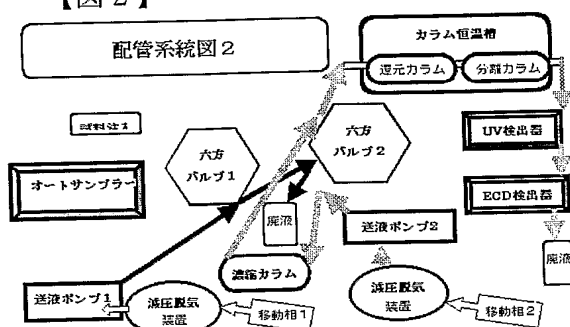 【図2】
配管系統図2
カラム恒温槽
還元カラム
分離カラム
試料注入
六方
バルブ1
六方
バルブ2
UV検出器
オートサンプラー
ECD検出器
廃液
送液ポンプ2
廃液
濃縮カラム
送液ポンプ1
減圧脱気
装置
移動相1
減圧脱気
装置
移動相2